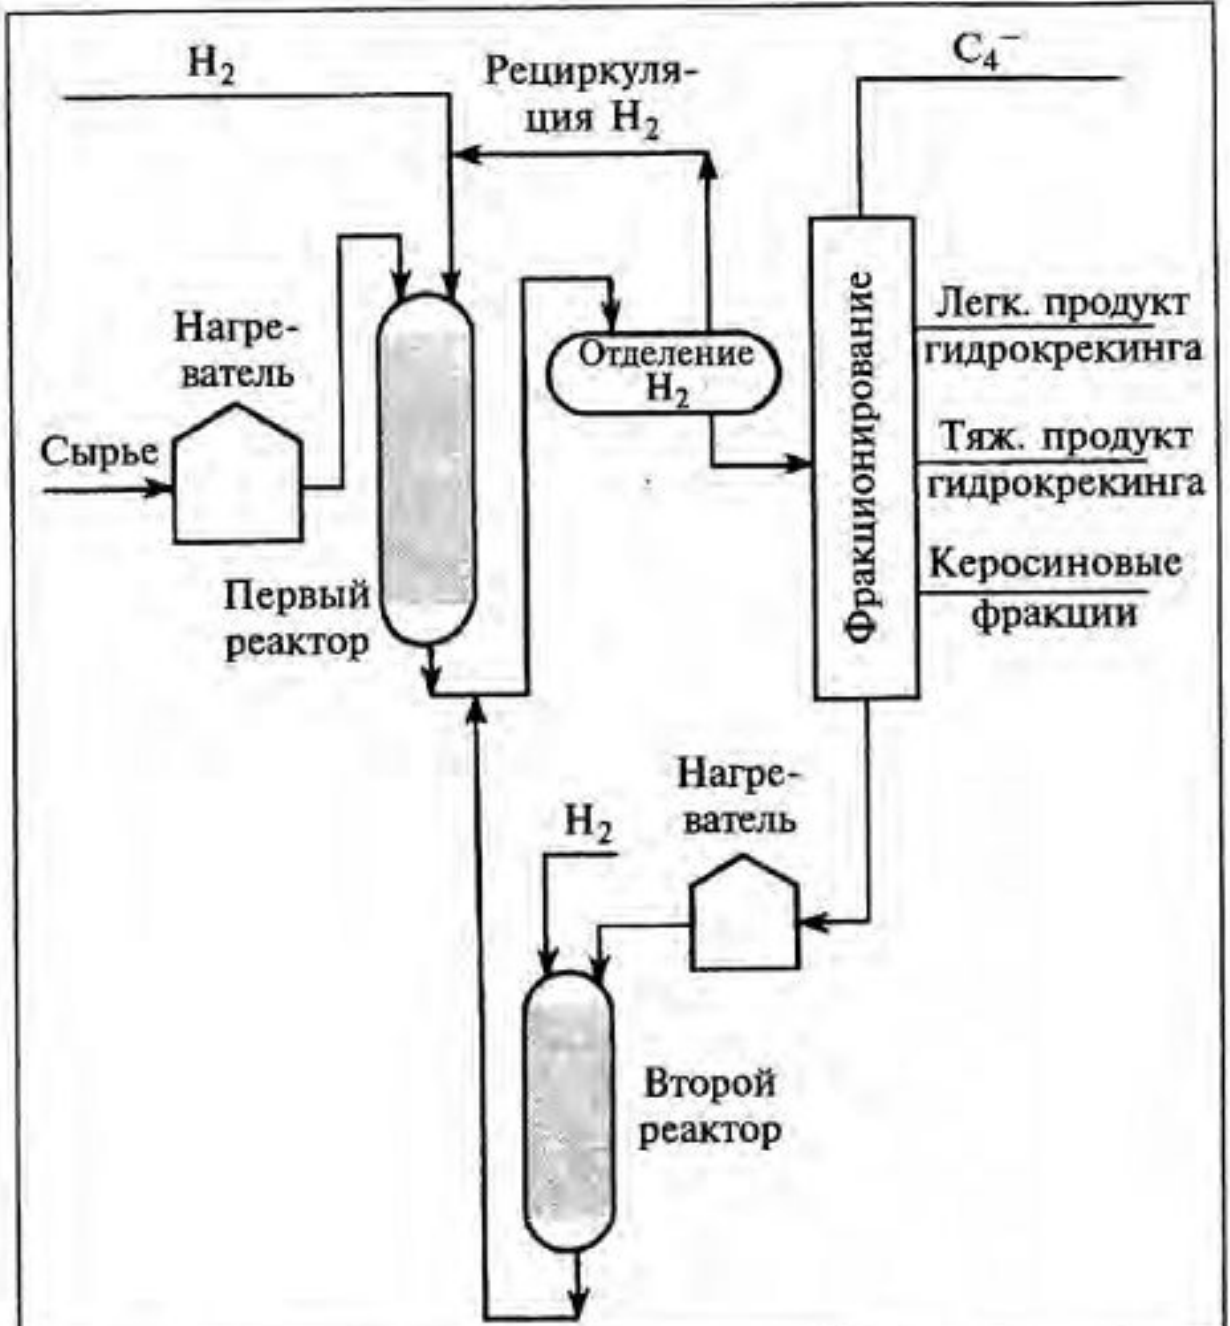 H₂
Рециркуля-
ция H₂
C₄⁻
Нагре-
ватель
Сырье
Первый
реактор
Отделение
H₂
Фракционирование
Легк. продукт
гидрокрекинга
Тяж. продукт
гидрокрекинга
Керосиновые
фракции
Нагре-
ватель
H₂
Второй
реактор